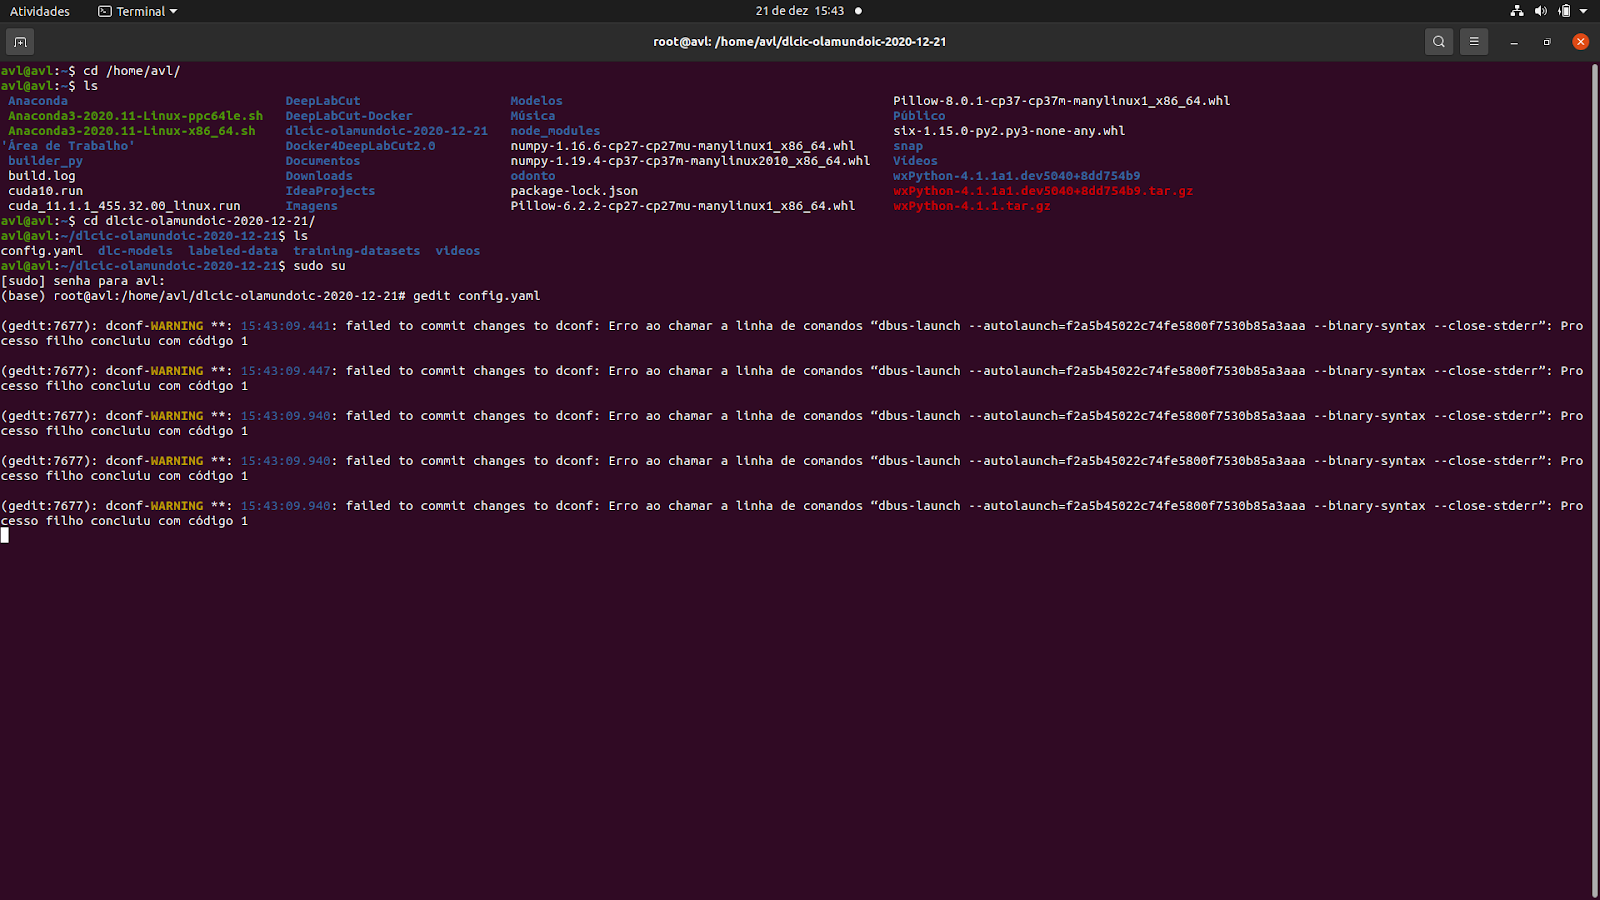 Atividades Terminal 21 de dez 15:43
root@avl: /home/avl/dlcic-olamundoic-2020-12-21
avl@avl:~$ cd /home/avl/
avl@avl:~$ ls
Anaconda DeepLabCut Modelos Pillow-8.0.1-cp37-cp37m-manylinux1_x86_64.whl
Anaconda3-2020.11-Linux-ppc64le.sh DeepLabCut-Docker Música Público
Anaconda3-2020.11-Linux-x86_64.sh dlcic-olamundoic-2020-12-21 node_modules six-1.15.0-py2.py3-none-any.whl
'Área de Trabalho' Docker4DeepLabCut2.0 numpy-1.16.6-cp27-cp27mu-manylinux1_x86_64.whl snap
builder_py Documentos numpy-1.19.4-cp37-cp37m-manylinux2010_x86_64.whl Vídeos
build.log Downloads odonto wxPython-4.1.1a1.dev5040+8dd754b9
cuda10.run IdeaProjects package-lock.json wxPython-4.1.1a1.dev5040+8dd754b9.tar.gz
cuda_11.1.1_455.32.00_linux.run Imagens Pillow-6.2.2-cp27-cp27mu-manylinux1_x86_64.whl wxPython-4.1.1.tar.gz
avl@avl:~$ cd dlcic-olamundoic-2020-12-21/
avl@avl:~/dlcic-olamundoic-2020-12-21$ ls
config.yaml dlc-models labeled-data training-datasets videos
avl@avl:~/dlcic-olamundoic-2020-12-21$ sudo su
[sudo] senha para avl:
(base) root@avl:/home/avl/dlcic-olamundoic-2020-12-21# gedit config.yaml
(gedit:7677): dconf-WARNING **: 15:43:09.441: failed to commit changes to dconf: Erro ao chamar a linha de comandos “dbus-launch --autolaunch=f2a5b45022c74fe5800f7530b85a3aaa --binary-syntax --close-stderr”: Pro
cesso filho concluiu com código 1
(gedit:7677): dconf-WARNING **: 15:43:09.447: failed to commit changes to dconf: Erro ao chamar a linha de comandos “dbus-launch --autolaunch=f2a5b45022c74fe5800f7530b85a3aaa --binary-syntax --close-stderr”: Pro
cesso filho concluiu com código 1
(gedit:7677): dconf-WARNING **: 15:43:09.940: failed to commit changes to dconf: Erro ao chamar a linha de comandos “dbus-launch --autolaunch=f2a5b45022c74fe5800f7530b85a3aaa --binary-syntax --close-stderr”: Pro
cesso filho concluiu com código 1
(gedit:7677): dconf-WARNING **: 15:43:09.940: failed to commit changes to dconf: Erro ao chamar a linha de comandos “dbus-launch --autolaunch=f2a5b45022c74fe5800f7530b85a3aaa --binary-syntax --close-stderr”: Pro
cesso filho concluiu com código 1
(gedit:7677): dconf-WARNING **: 15:43:09.940: failed to commit changes to dconf: Erro ao chamar a linha de comandos “dbus-launch --autolaunch=f2a5b45022c74fe5800f7530b85a3aaa --binary-syntax --close-stderr”: Pro
cesso filho concluiu com código 1